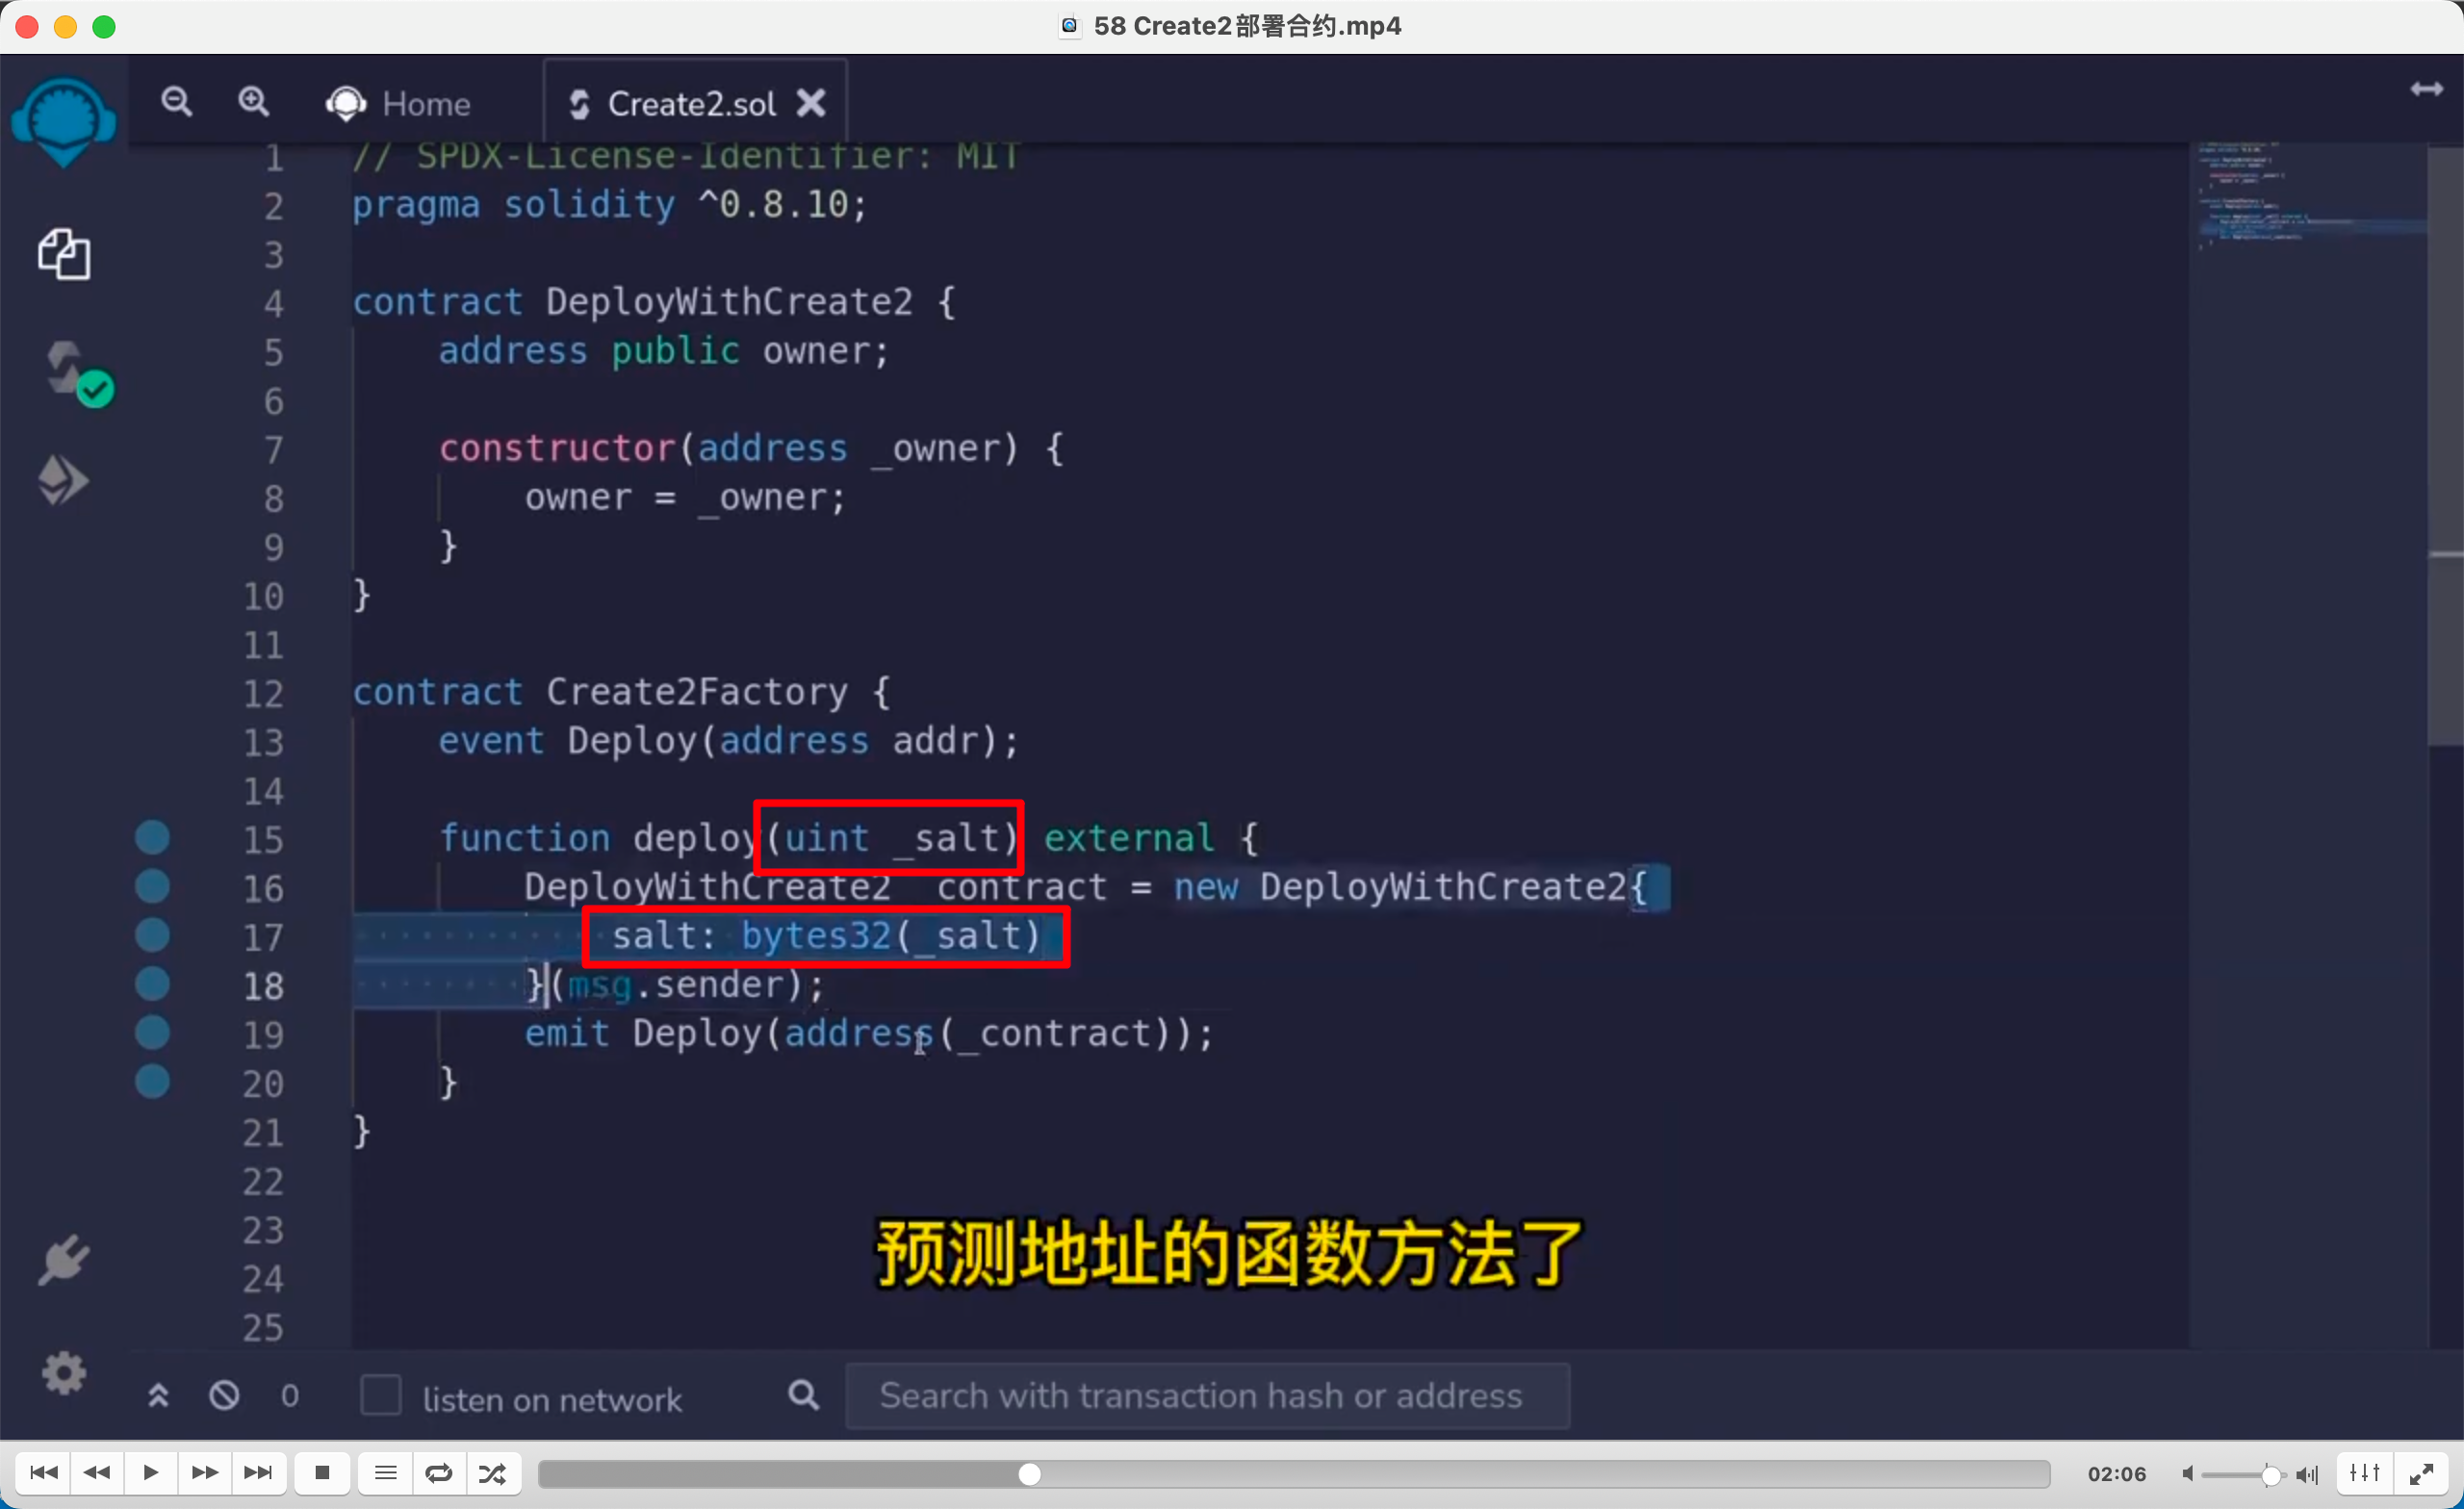 58 Create2部署合约.mp4
Home
Create2.sol
1 // SPDX-License-Identifier: MIT
2 pragma solidity ^0.8.10;
3
4 contract DeployWithCreate2 {
5 address public owner;
6
7 constructor(address _owner) {
8 owner = _owner;
9 }
10 }
11
12 contract Create2Factory {
13 event Deploy(address addr);
14
15 function deploy(uint _salt) external {
16 DeployWithCreate2 _contract = new DeployWithCreate2{
17 salt: bytes32(_salt)
18 }(msg.sender);
19 emit Deploy(address(_contract));
20 }
21 }
22
23
24
25
预测地址的函数方法了
0
listen on network
Search with transaction hash or address
02:06